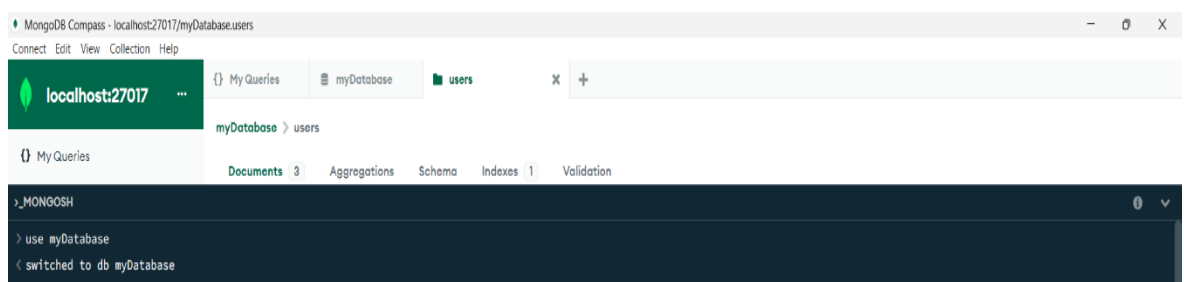 MongoDB Compass - localhost:27017/myDatabase.users
Connect Edit View Collection Help
localhost:27017 ...
{} My Queries myDatabase users
myDatabase > users
{} My Queries
Documents 3 Aggregations Schema Indexes 1 Validation
>_MONGOSH
> use myDatabase
< switched to db myDatabase